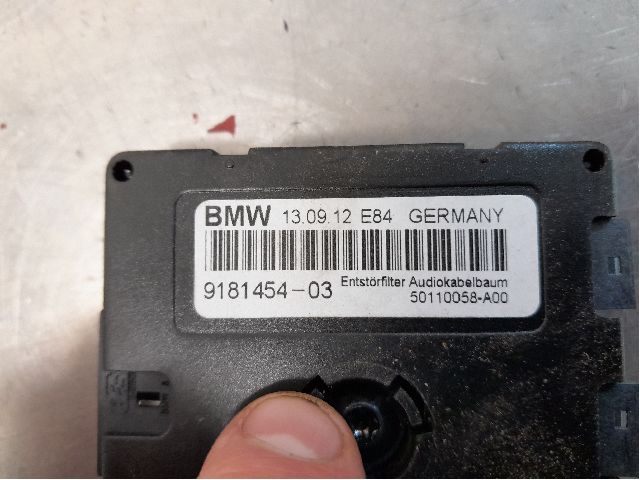 BMW 13.09.12 E84 GERMANY
9181454-03 Entstörfilter Audiokabelbaum
50110058-A00